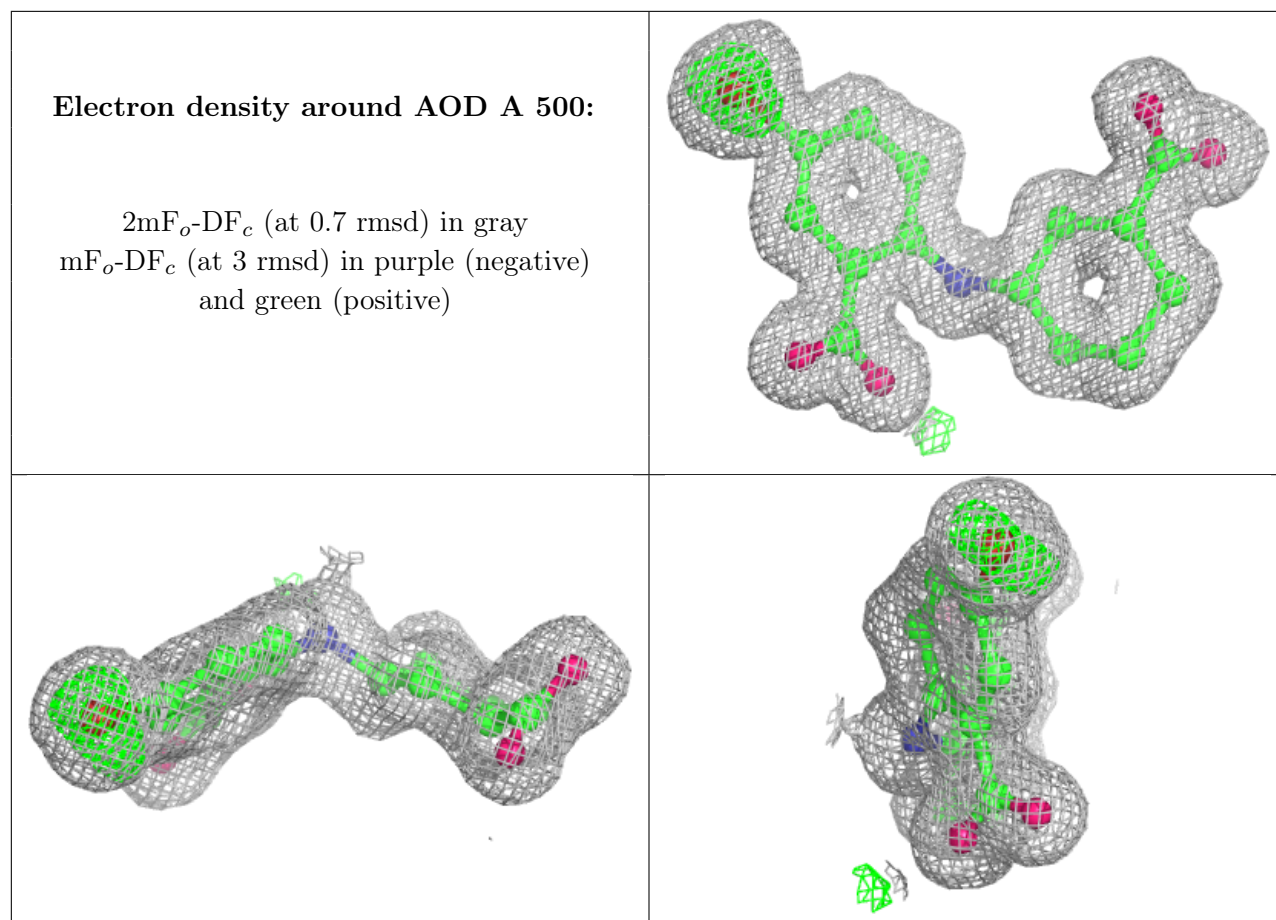 Electron density around AOD A 500:
2mFo-DFc (at 0.7 rmsd) in gray
mFo-DFc (at 3 rmsd) in purple (negative)
and green (positive)